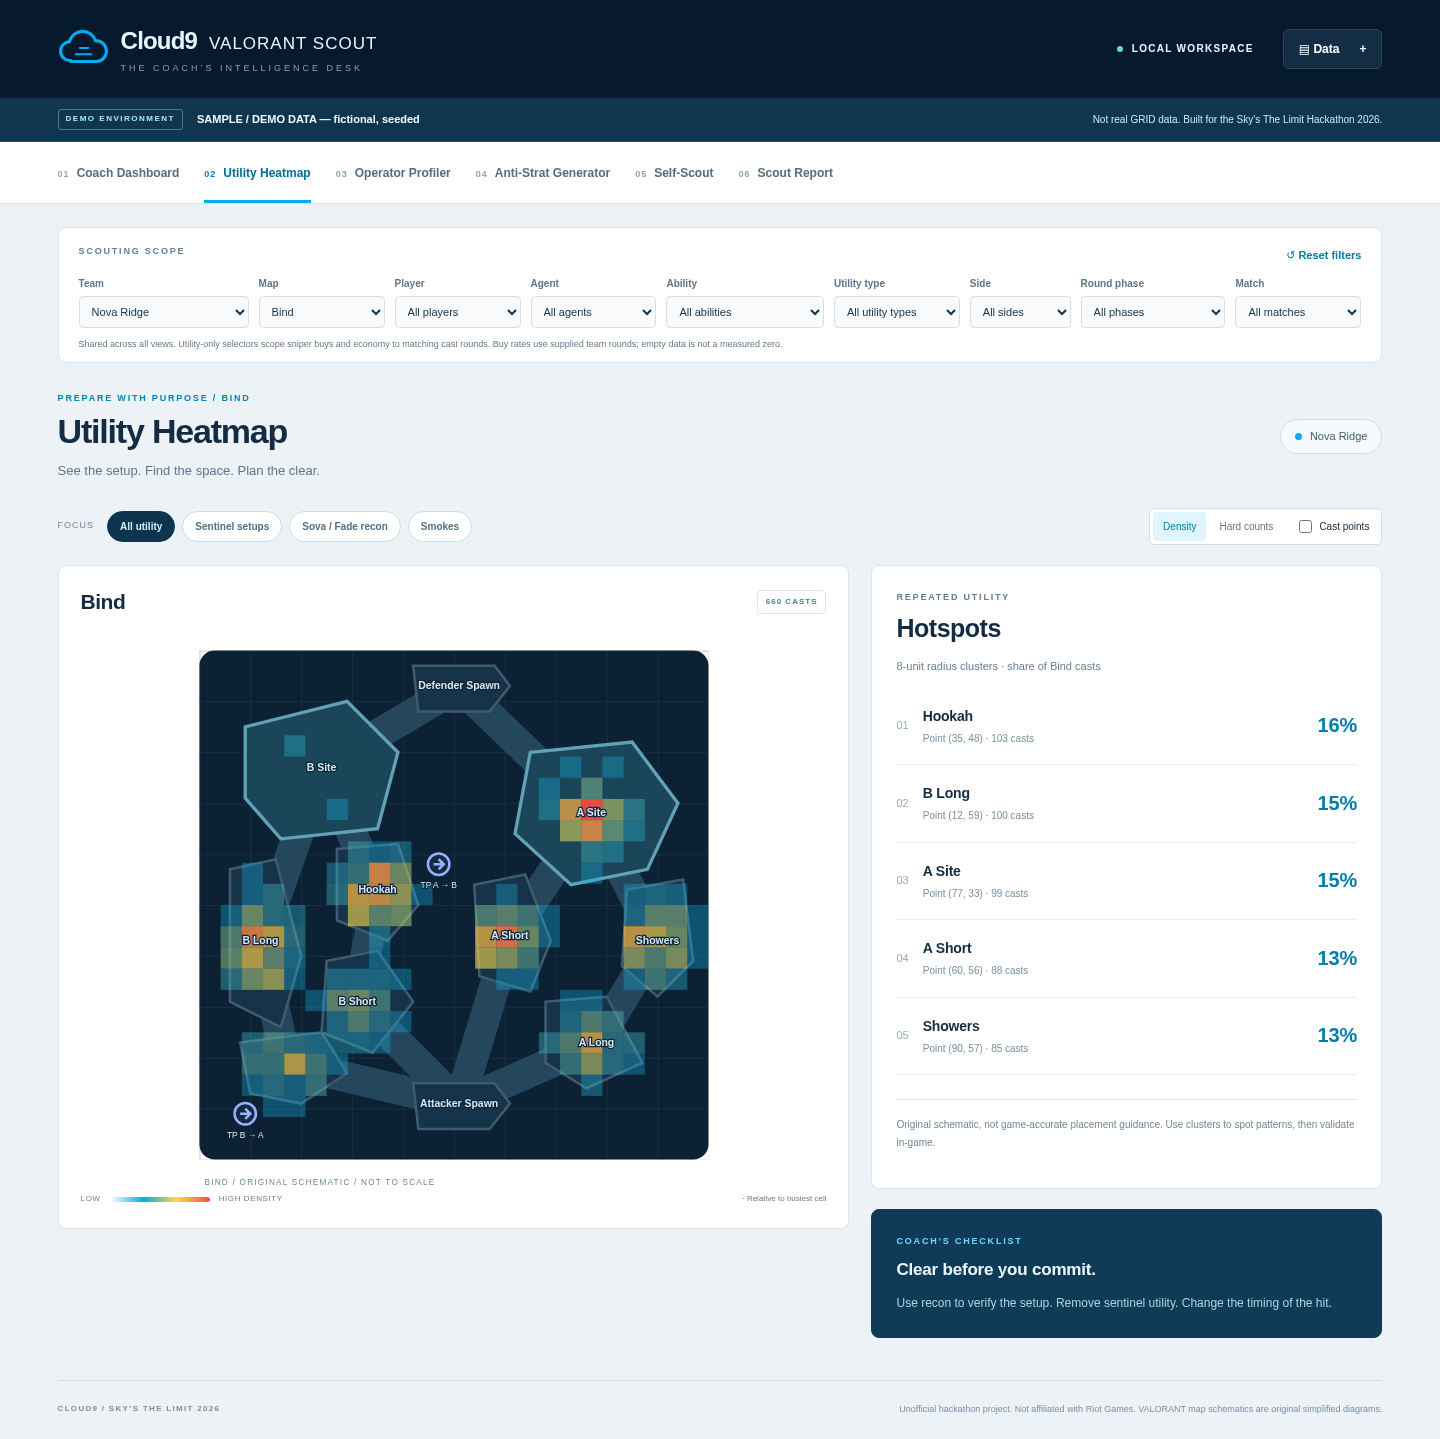 Cloud9 VALORANT SCOUT
THE COACH'S INTELLIGENCE DESK
LOCAL WORKSPACE
Data +
DEMO ENVIRONMENT
SAMPLE / DEMO DATA — fictional, seeded
Not real GRID data. Built for the Sky's The Limit Hackathon 2026.
01 Coach Dashboard
02 Utility Heatmap
03 Operator Profiler
04 Anti-Strat Generator
05 Self-Scout
06 Scout Report
SCOUTING SCOPE
↺ Reset filters
Team
Map
Player
Agent
Ability
Utility type
Side
Round phase
Match
Nova Ridge
Bind
All players
All agents
All abilities
All utility types
All sides
All phases
All matches
Shared across all views. Utility-only selectors scope sniper buys and economy to matching cast rounds. Buy rates use supplied team rounds; empty data is not a measured zero.
PREPARE WITH PURPOSE / BIND
Utility Heatmap
Nova Ridge
See the setup. Find the space. Plan the clear.
FOCUS
All utility
Sentinel setups
Sova / Fade recon
Smokes
Density
Hard counts
Cast points
Bind
660 CASTS
Defender Spawn
B Site
A Site
Hookah
TP A → B
B Long
A Short
Showers
B Short
A Long
Attacker Spawn
TP B → A
BIND / ORIGINAL SCHEMATIC / NOT TO SCALE
LOW
HIGH DENSITY
· Relative to busiest cell
REPEATED UTILITY
Hotspots
8-unit radius clusters · share of Bind casts
01 Hookah 16%
Point (35, 48) · 103 casts
02 B Long 15%
Point (12, 59) · 100 casts
03 A Site 15%
Point (77, 33) · 99 casts
04 A Short 13%
Point (60, 56) · 88 casts
05 Showers 13%
Point (90, 57) · 85 casts
Original schematic, not game-accurate placement guidance. Use clusters to spot patterns, then validate
in-game.
COACH'S CHECKLIST
Clear before you commit.
Use recon to verify the setup. Remove sentinel utility. Change the timing of the hit.
CLOUD9 / SKY'S THE LIMIT 2026
Unofficial hackathon project. Not affiliated with Riot Games. VALORANT map schematics are original simplified diagrams.